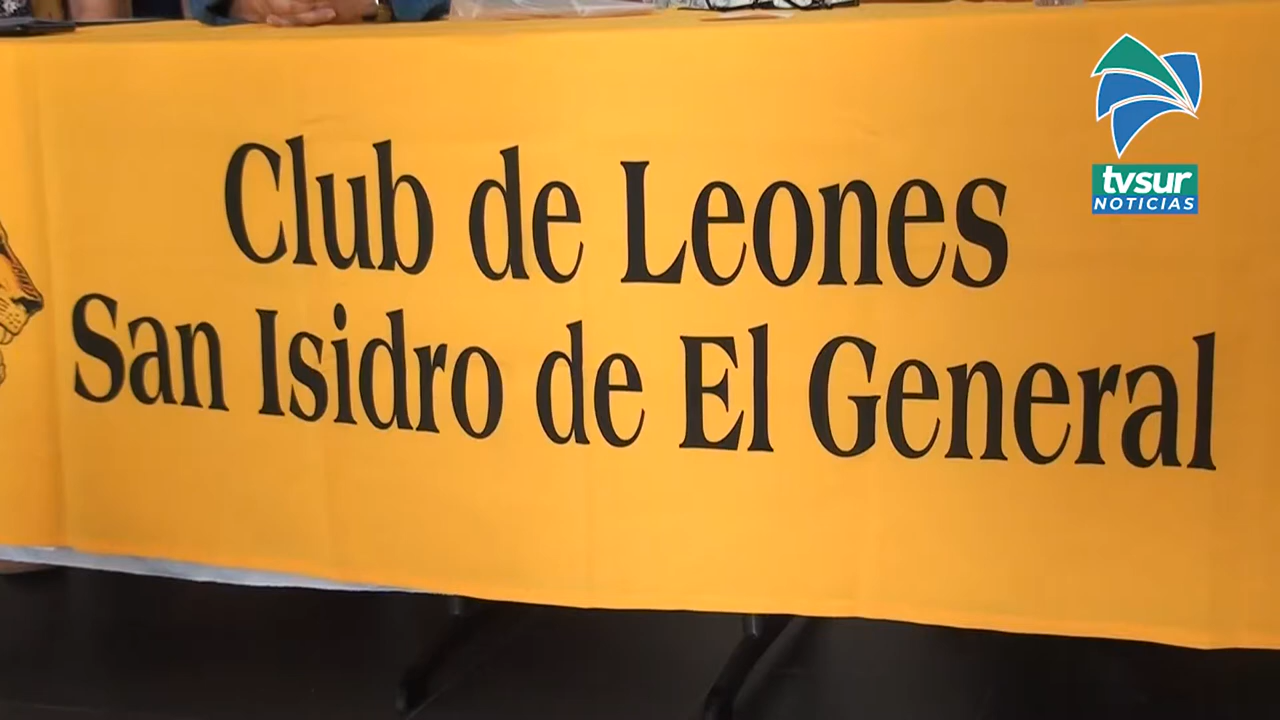 tvsur
NOTICIAS
Club de Leones
San Isidro de El General